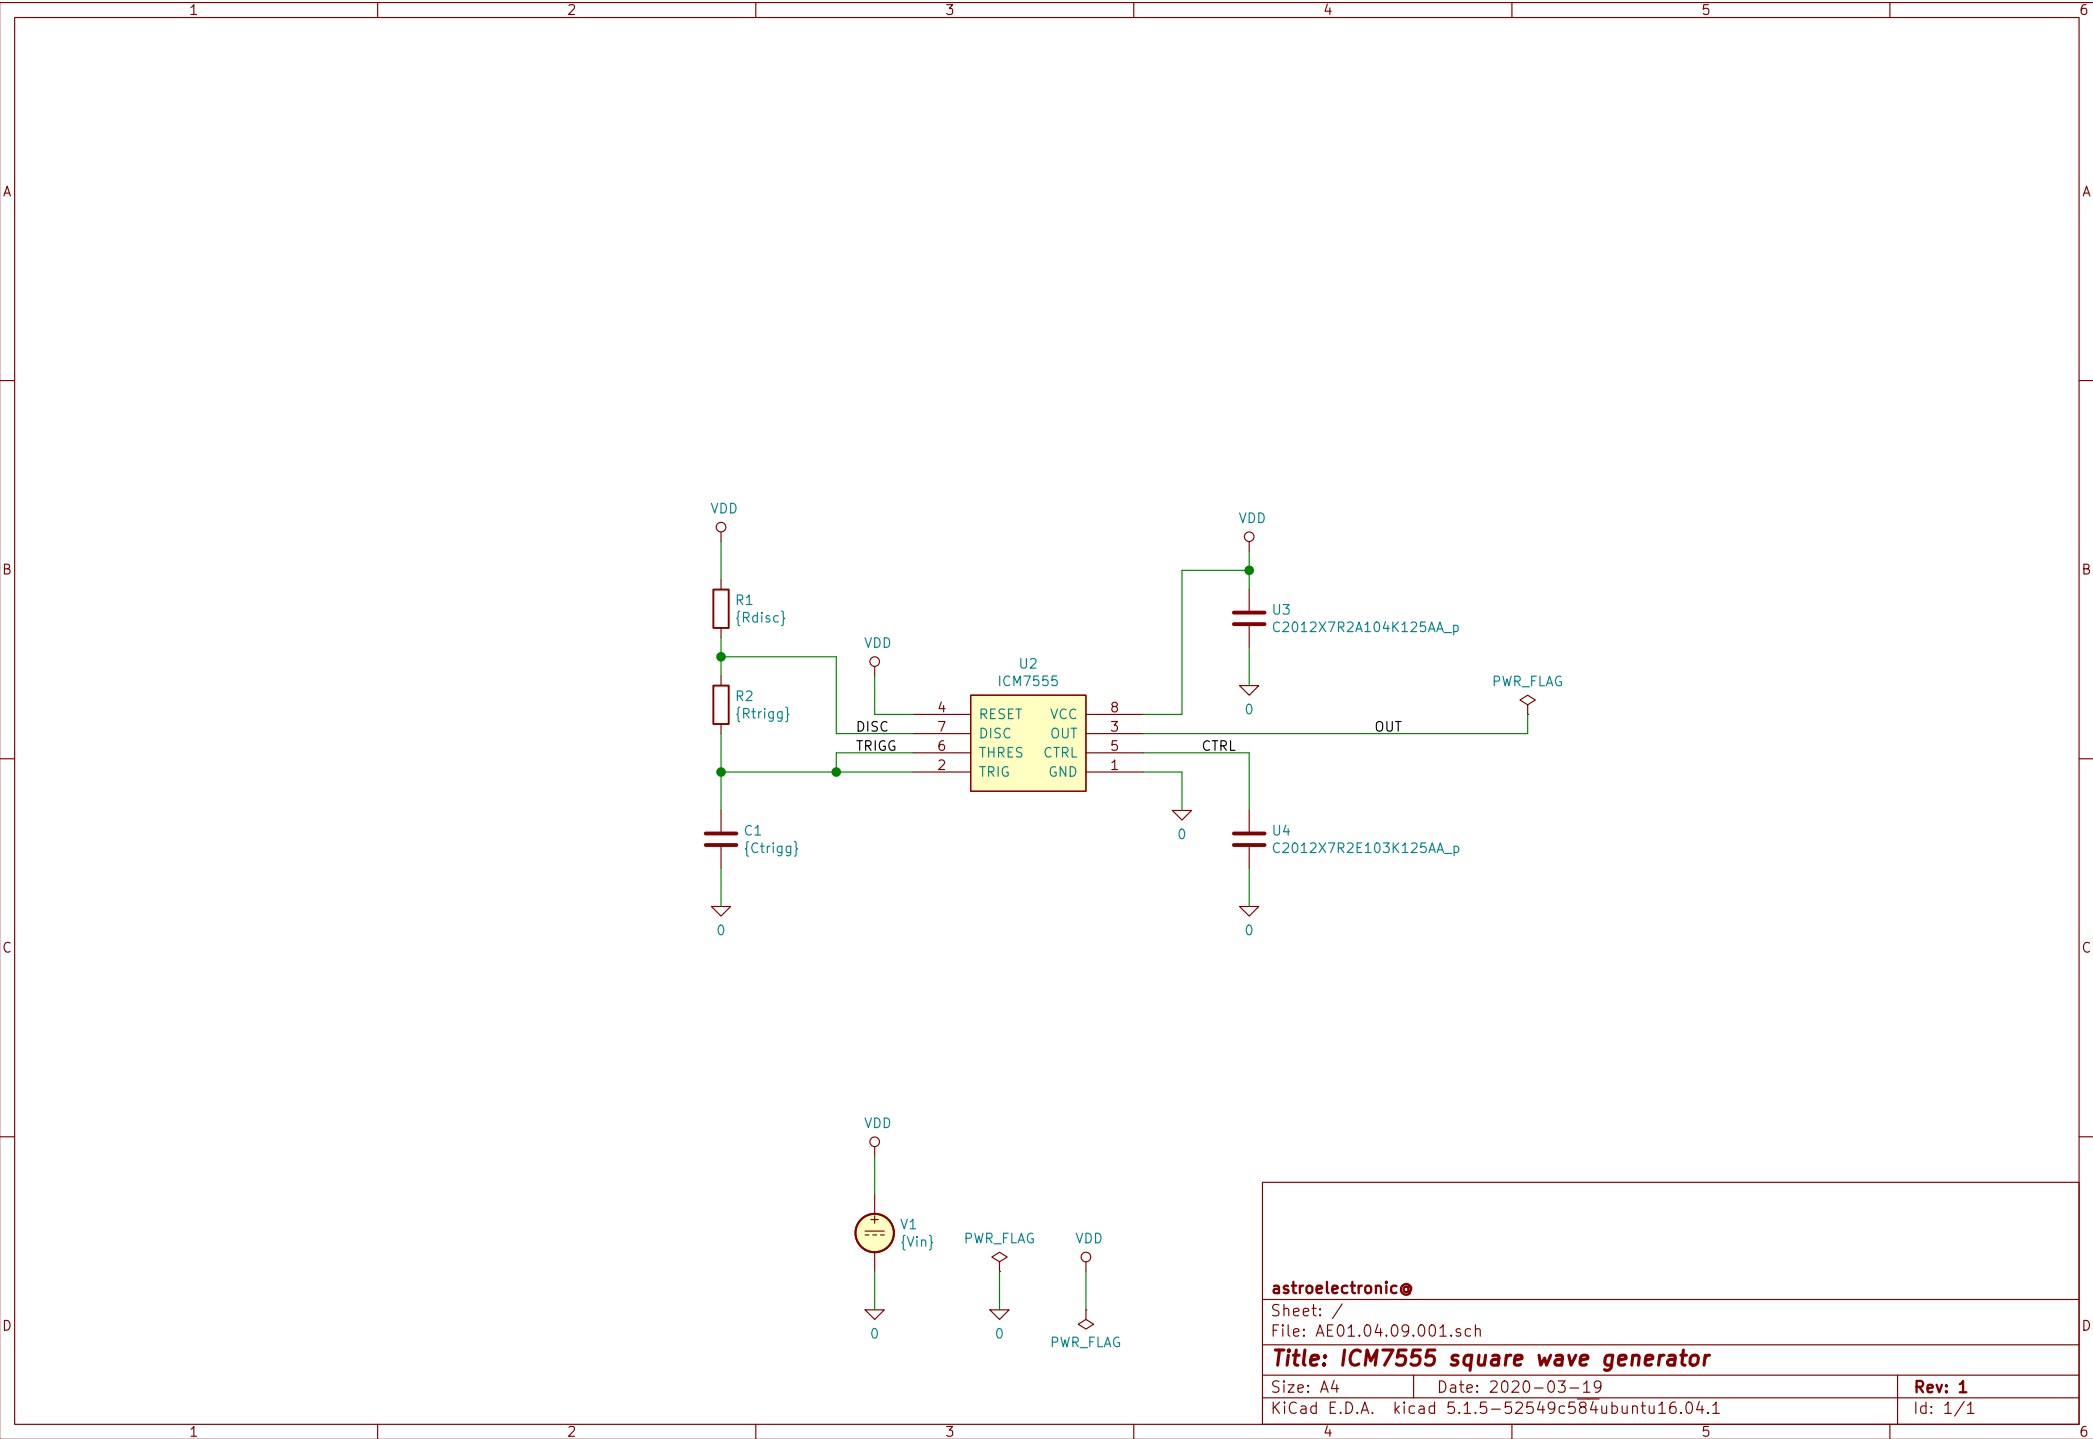 1 2 3 4 5 6
A A
VDD
VDD
B B
R1
{Rdisc}
U3
C2012X7R2A104K125AA_p
VDD
U2
ICM7555
PWR_FLAG
R2
{Rtrigg}
0
4 RESET VCC 8
DISC 7 DISC OUT 3 OUT
TRIGG 6 THRES CTRL 5 CTRL
2 TRIG GND 1
0
C1
{Ctrigg}
U4
C2012X7R2E103K125AA_p
0
0
C C
VDD
V1
{Vin}
PWR_FLAG
VDD
0
0
PWR_FLAG
astroelectronic@
Sheet: /
File: AE01.04.09.001.sch
D D
Title: ICM7555 square wave generator
Size: A4 Date: 2020-03-19 Rev: 1
KiCad E.D.A. kicad 5.1.5-52549c584ubuntu16.04.1 Id: 1/1
1 2 3 4 5 6